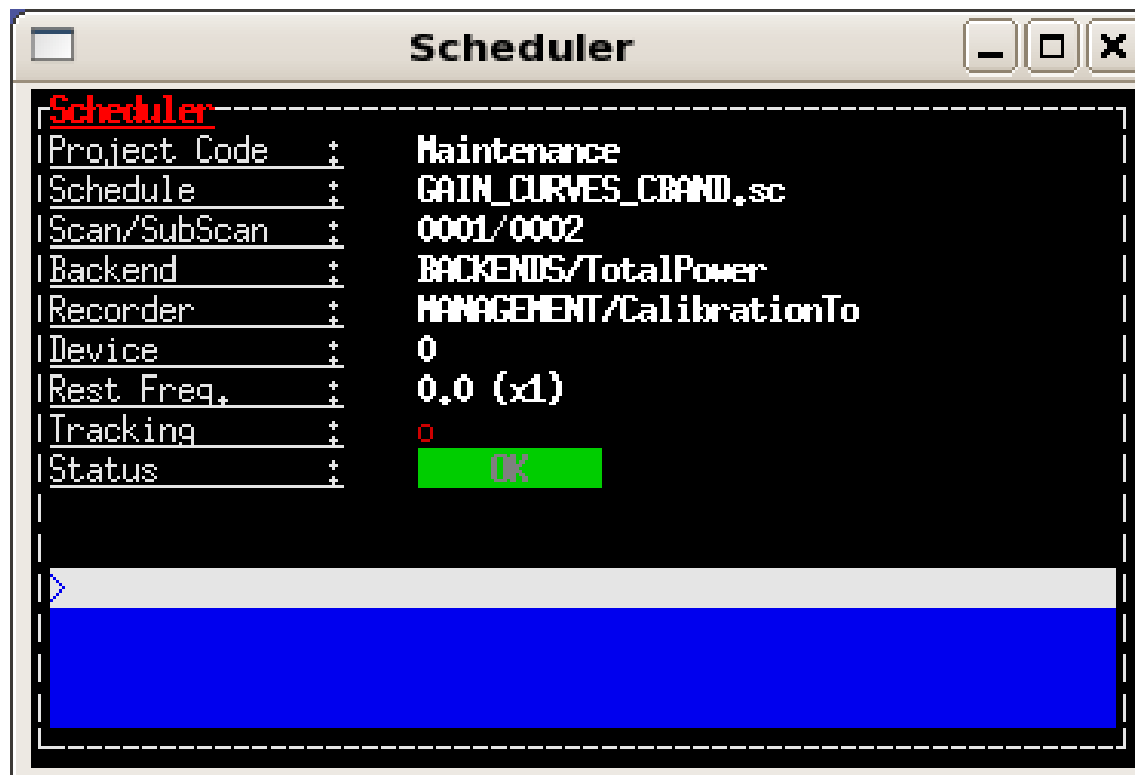 Scheduler
Scheduler
Project Code : Maintenance
Schedule : GAIN_CURVES_CBAND.sc
Scan/SubScan : 0001/0002
Backend : BACKENDS/TotalPower
Recorder : MANAGEMENT/CalibrationTo
Device : 0
Rest Freq. : 0.0 (x1)
Tracking : o
Status : OK
>